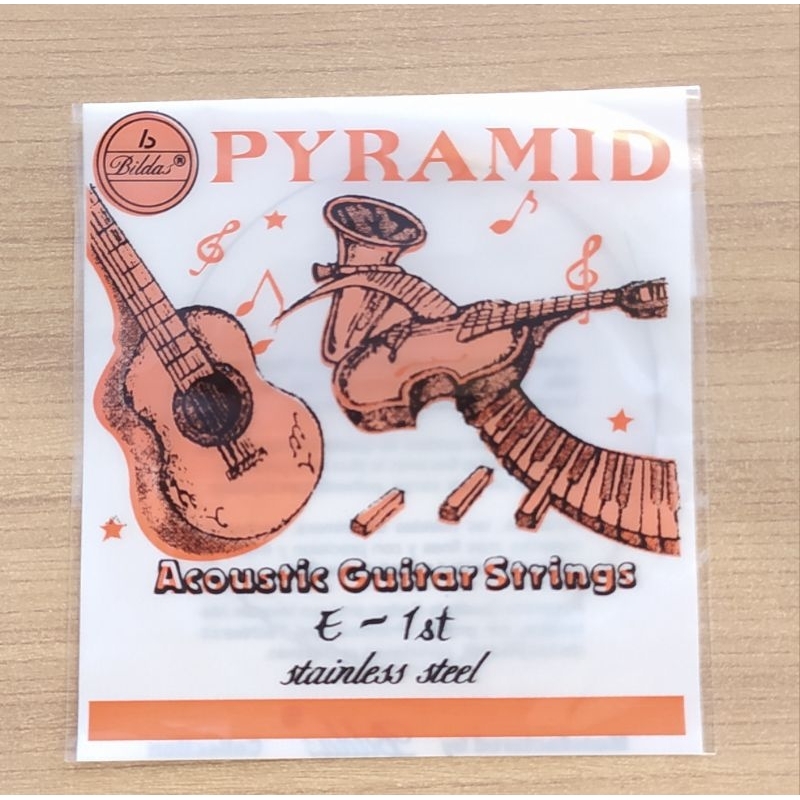 b
Bildas®
PYRAMID
Acoustic Guitar Strings
E ~ 1st
stainless steel